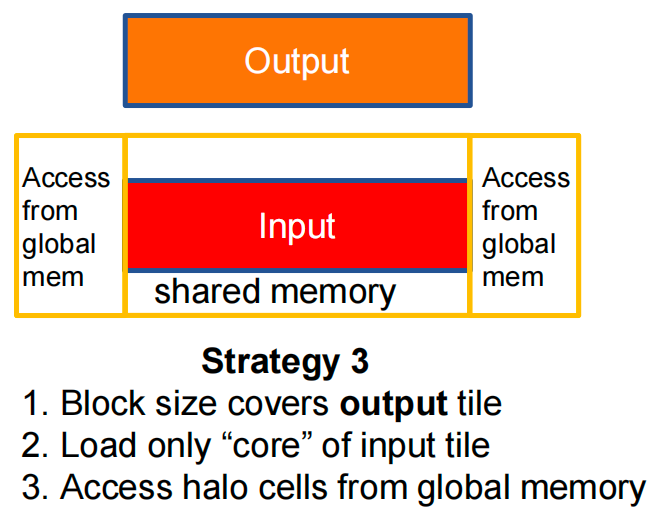 Output
Access
from
global
mem
Input
shared memory
Access
from
global
mem
Strategy 3
1. Block size covers output tile
2. Load only “core” of input tile
3. Access halo cells from global memory